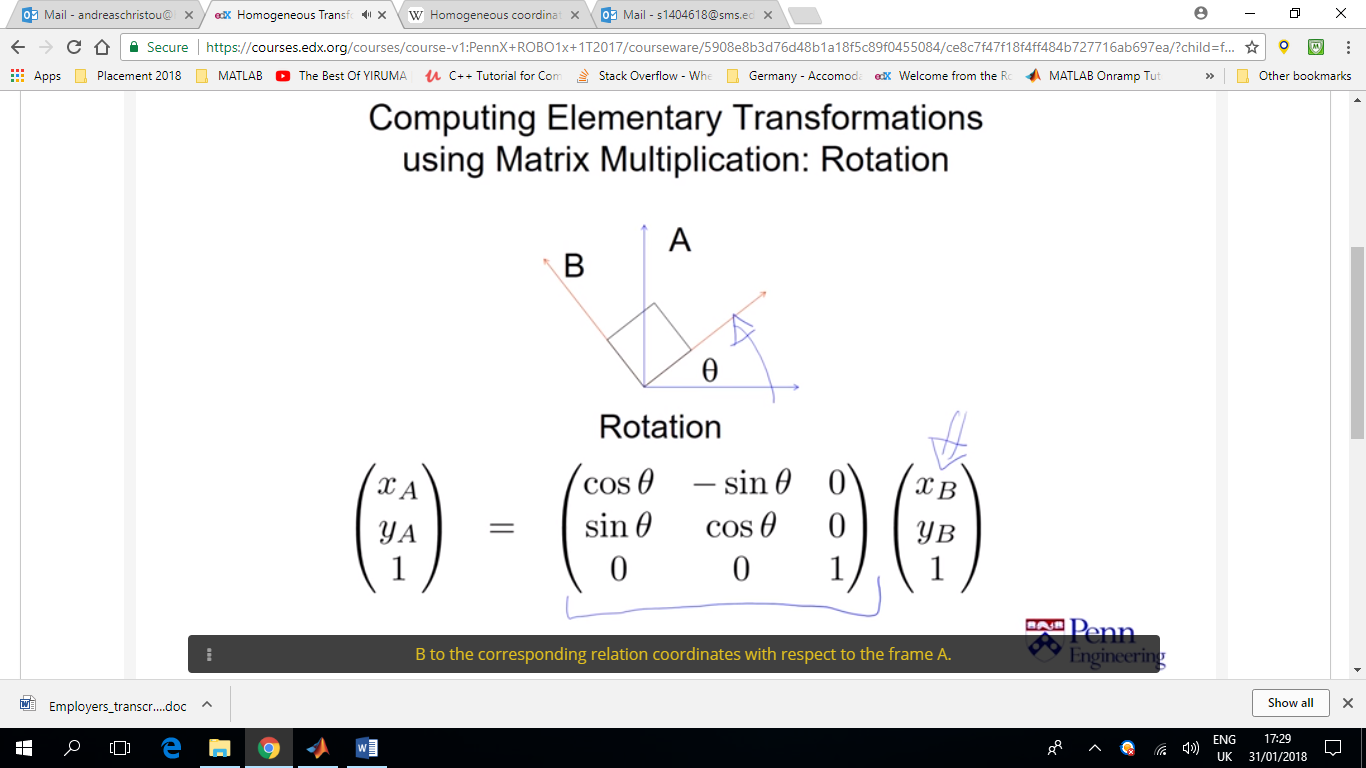 Mail - andreaschristou@
Homogeneous Transf
Homogeneous coordinat
Mail - s1404618@sms.ed
Secure
https://courses.edx.org/courses/course-v1:PennX+ROBO1x+1T2017/courseware/5908e8b3d76d48b1a18f5c89f0455084/ce8c7f47f18f4ff484b727716ab697ea/?child=f...
Apps
Placement 2018
MATLAB
The Best Of YIRUMA
C++ Tutorial for Com
Stack Overflow - Whe
Germany - Accomoda
Welcome from the Ro
MATLAB Onramp Tut
»
Other bookmarks
Computing Elementary Transformations
using Matrix Multiplication: Rotation
A
B
θ
Rotation
x_A = cos θ − sin θ 0 x_B
y_A sin θ cos θ 0 y_B
1 0 0 1 1
Penn
Engineering
B to the corresponding relation coordinates with respect to the frame A.
Employers_transcr....doc
Show all
ENG
UK
17:29
31/01/2018